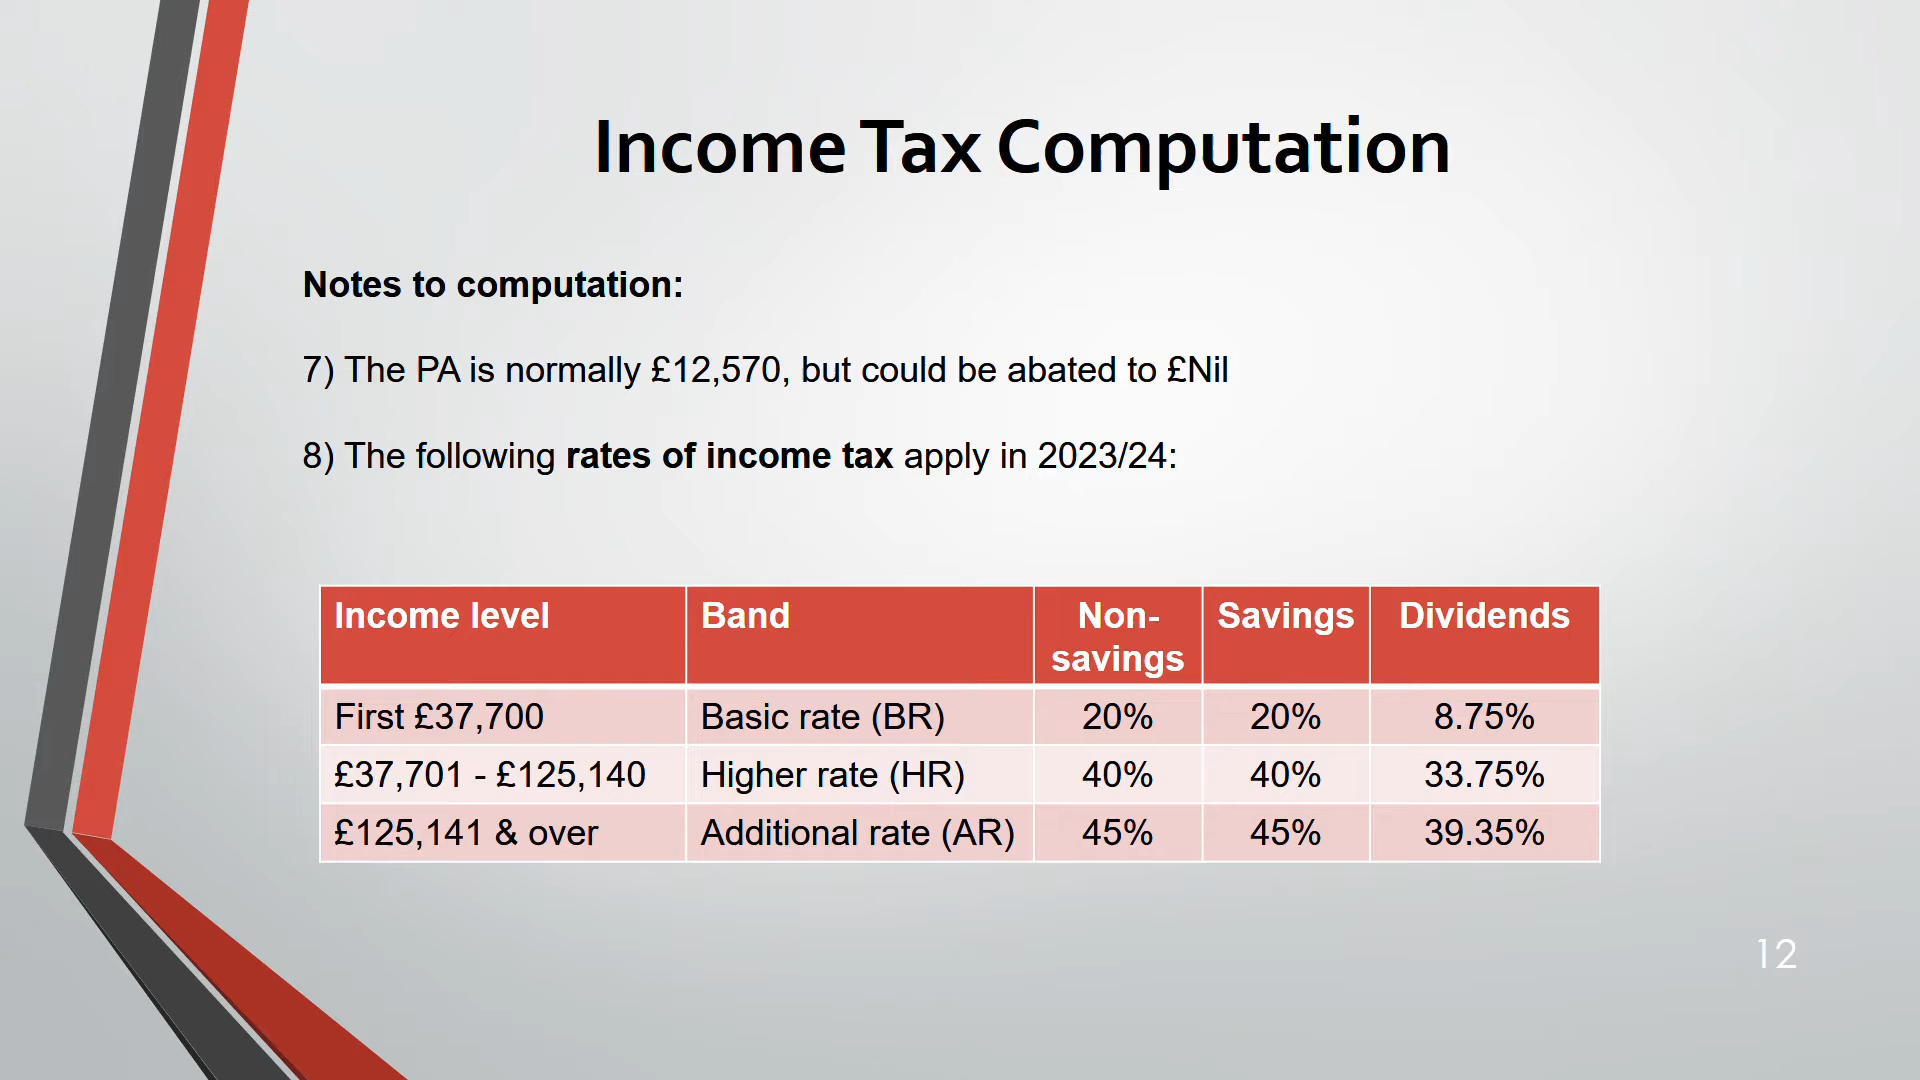 Income Tax Computation
Notes to computation:
7) The PA is normally £12,570, but could be abated to £Nil
8) The following rates of income tax apply in 2023/24:
Income level Band Non-savings Savings Dividends
First £37,700 Basic rate (BR) 20% 20% 8.75%
£37,701 - £125,140 Higher rate (HR) 40% 40% 33.75%
£125,141 & over Additional rate (AR) 45% 45% 39.35%
12